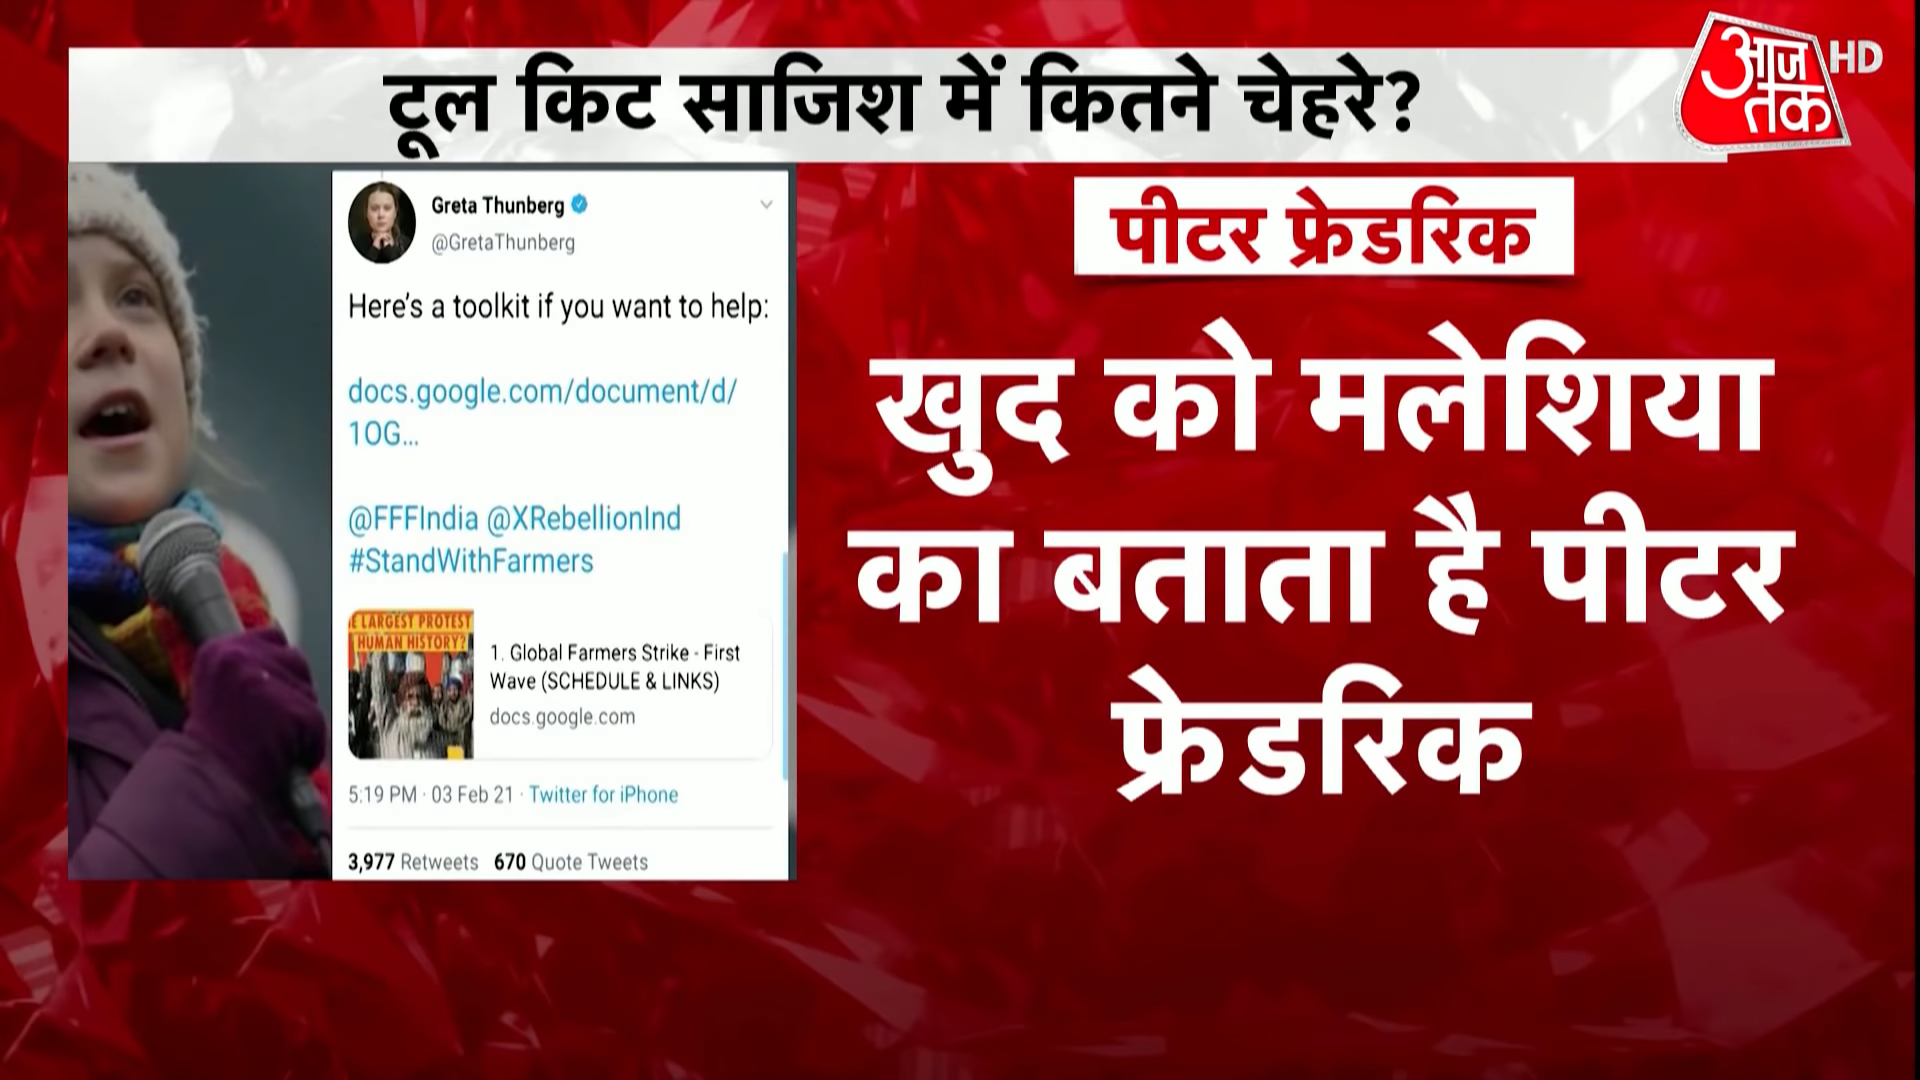 टूल किट साजिश में कितने चेहरे?
आज तक HD
Greta Thunberg
@GretaThunberg
Here's a toolkit if you want to help:
docs.google.com/document/d/
1OG...
@FFFIndia @XRebellionInd
#StandWithFarmers
E LARGEST PROTEST
HUMAN HISTORY?
1. Global Farmers Strike - First
Wave (SCHEDULE & LINKS)
docs.google.com
5:19 PM · 03 Feb 21 · Twitter for iPhone
3,977 Retweets 670 Quote Tweets
पीटर फ्रेडरिक
खुद को मलेशिया
का बताता है पीटर
फ्रेडरिक